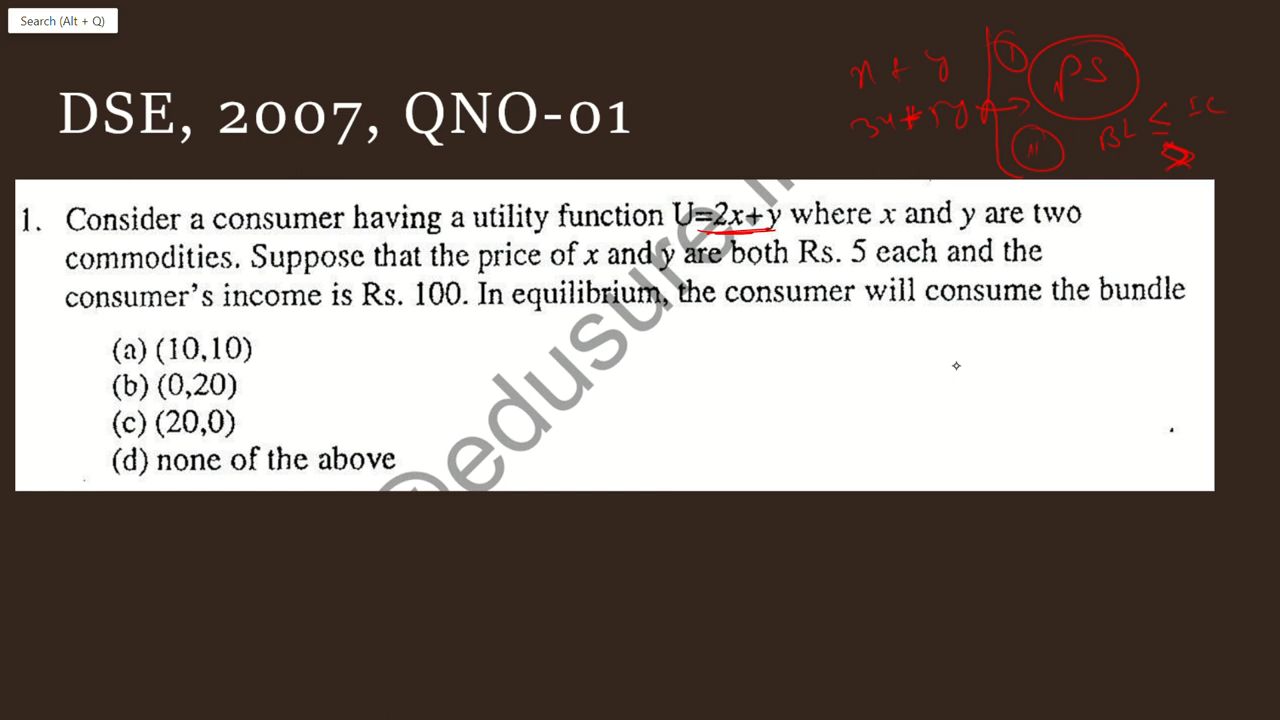 Search (Alt + Q)
DSE, 2007, QNO-01
x + y
PS
BL ≤ IC
1. Consider a consumer having a utility function U=2x+y where x and y are two
commodities. Suppose that the price of x and y are both Rs. 5 each and the
consumer's income is Rs. 100. In equilibrium, the consumer will consume the bundle
(a) (10,10)
(b) (0,20)
(c) (20,0)
(d) none of the above
@edusure.i